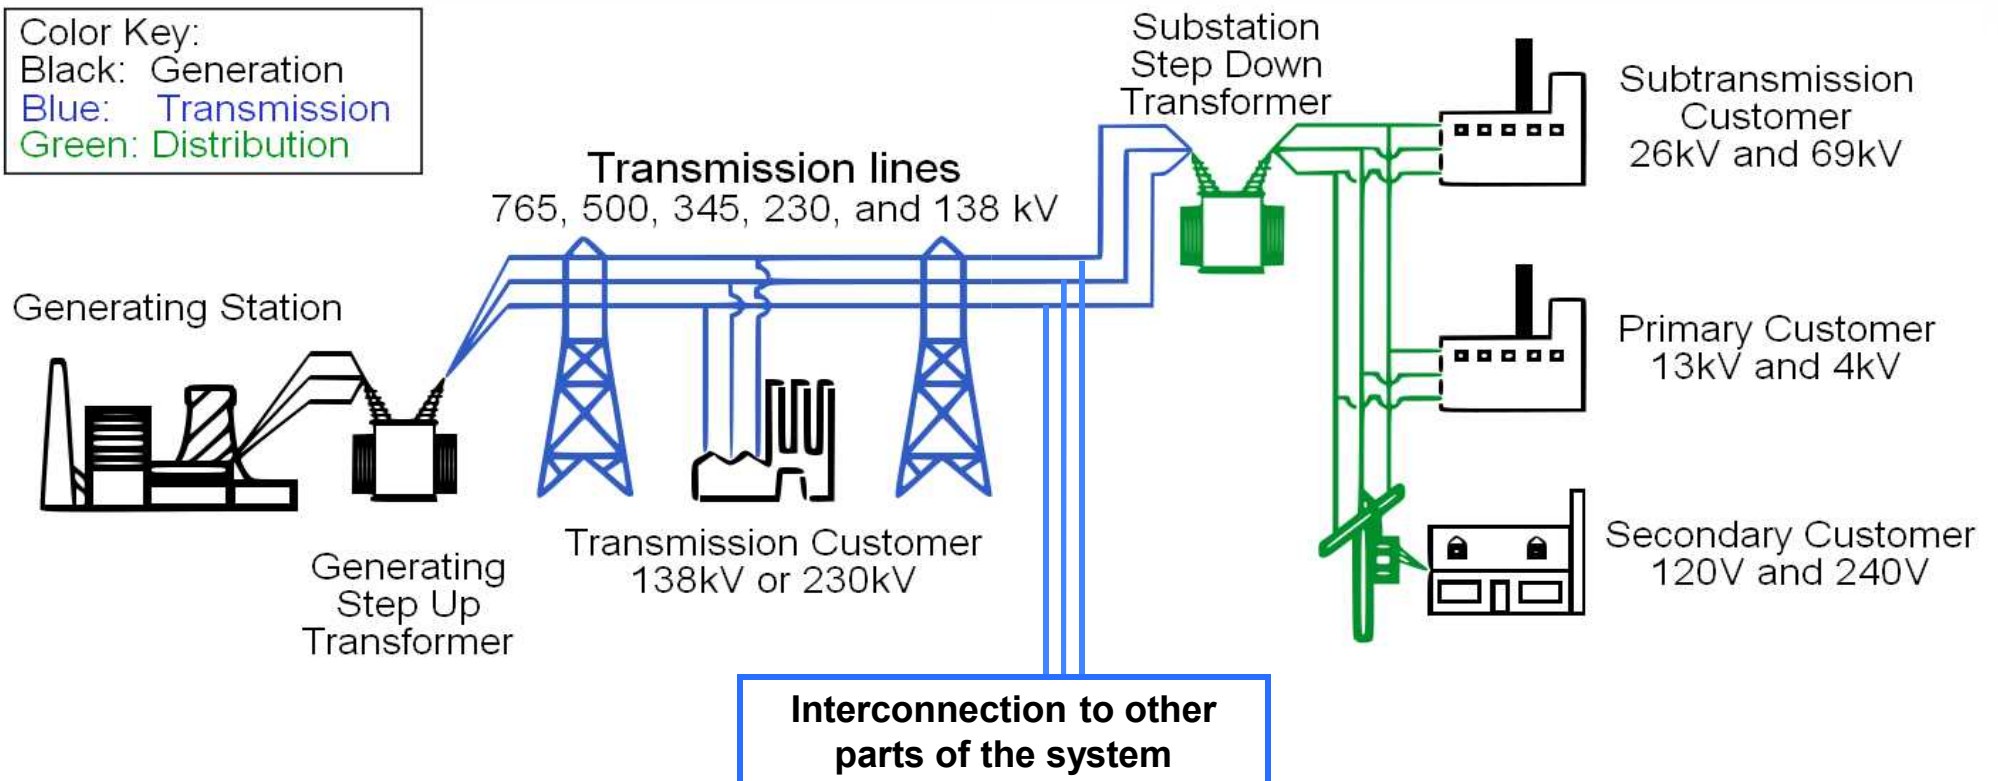 Color Key:
Black: Generation
Blue: Transmission
Green: Distribution
Substation
Step Down
Transformer
Subtransmission
Customer
26kV and 69kV
Transmission lines
765, 500, 345, 230, and 138 kV
Generating Station
Primary Customer
13kV and 4kV
Transmission Customer
138kV or 230kV
Generating
Step Up
Transformer
Secondary Customer
120V and 240V
Interconnection to other
parts of the system